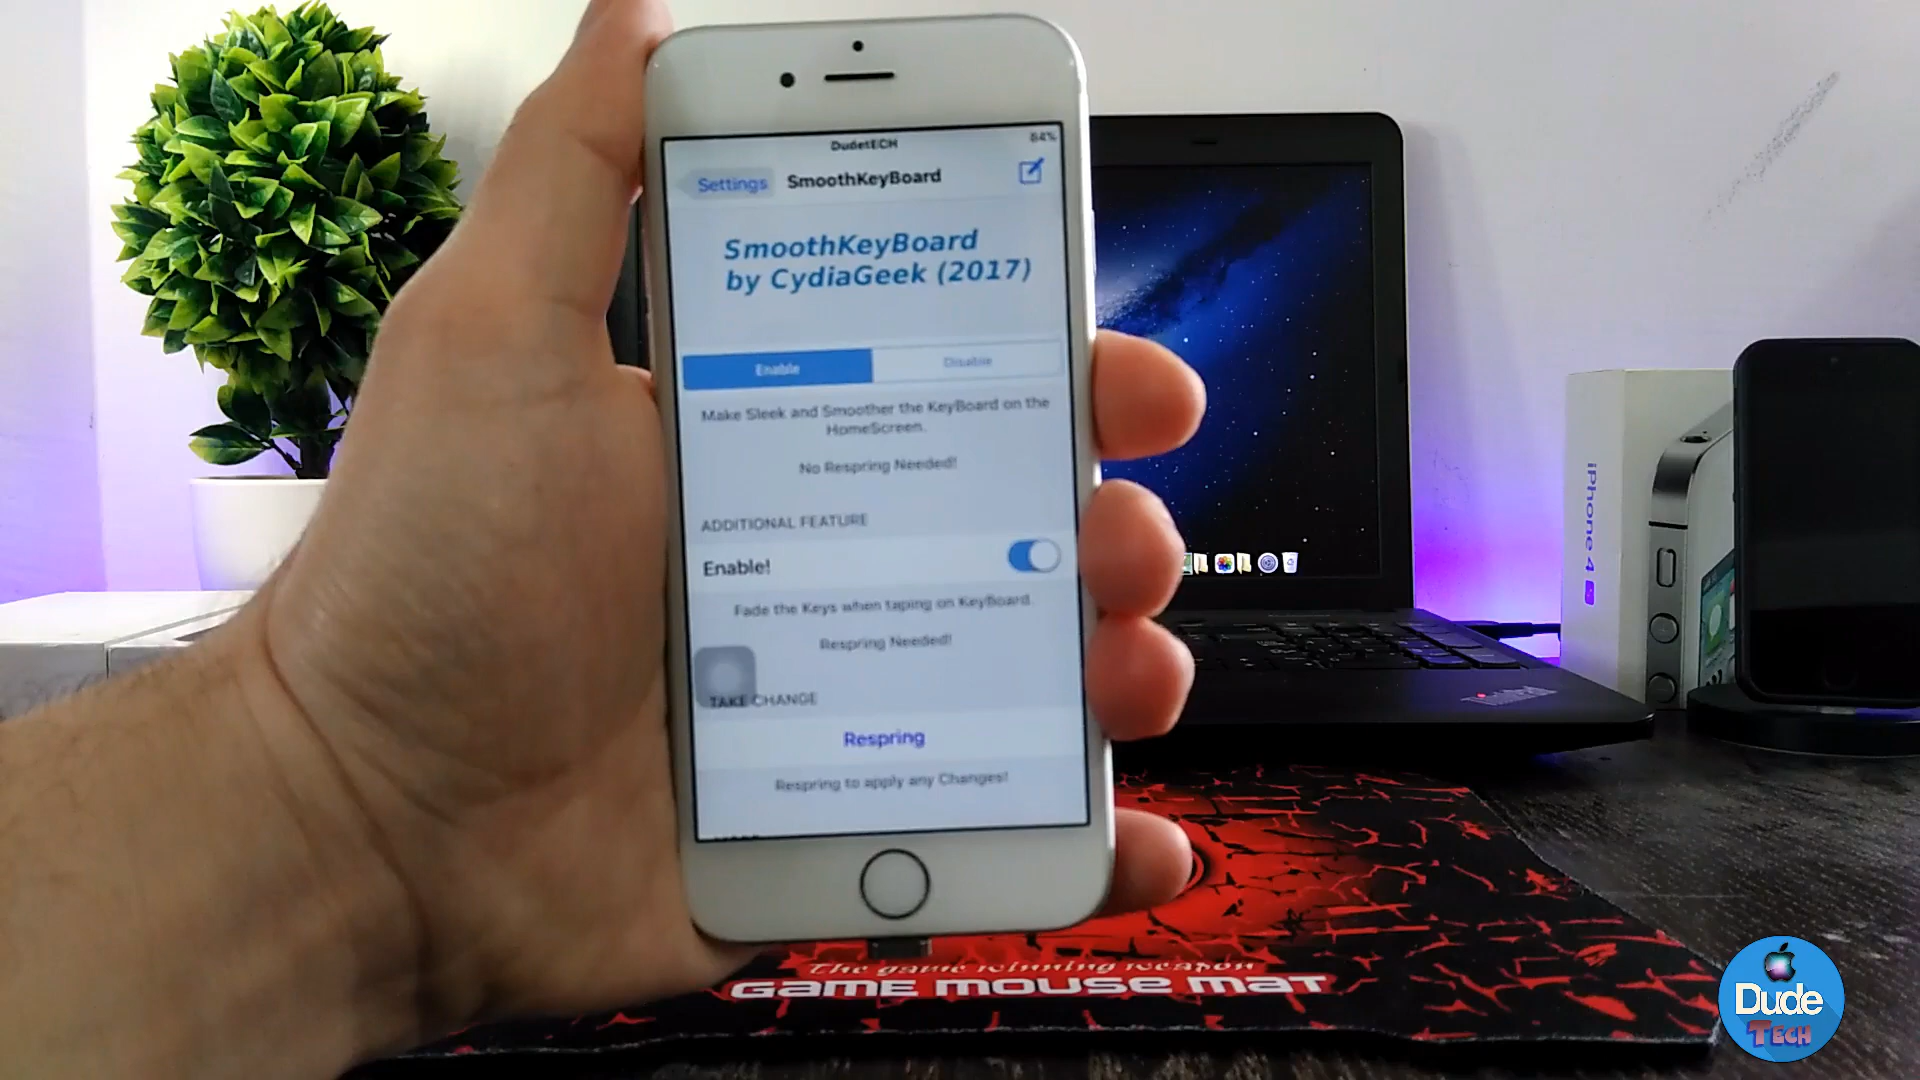 DudetECH
84%
Settings
SmoothKeyBoard
SmoothKeyBoard
by CydiaGeek (2017)
Enable
Disable
Make Sleek and Smoother the KeyBoard on the
HomeScreen.
No Respring Needed!
ADDITIONAL FEATURE
Enable!
Fade the Keys when taping on KeyBoard.
Respring Needed!
TAKE CHANGE
Respring
Respring to apply any Changes!
iPhone 4
The game winning weapon
GAME MOUSE MAT
Dude
TECH